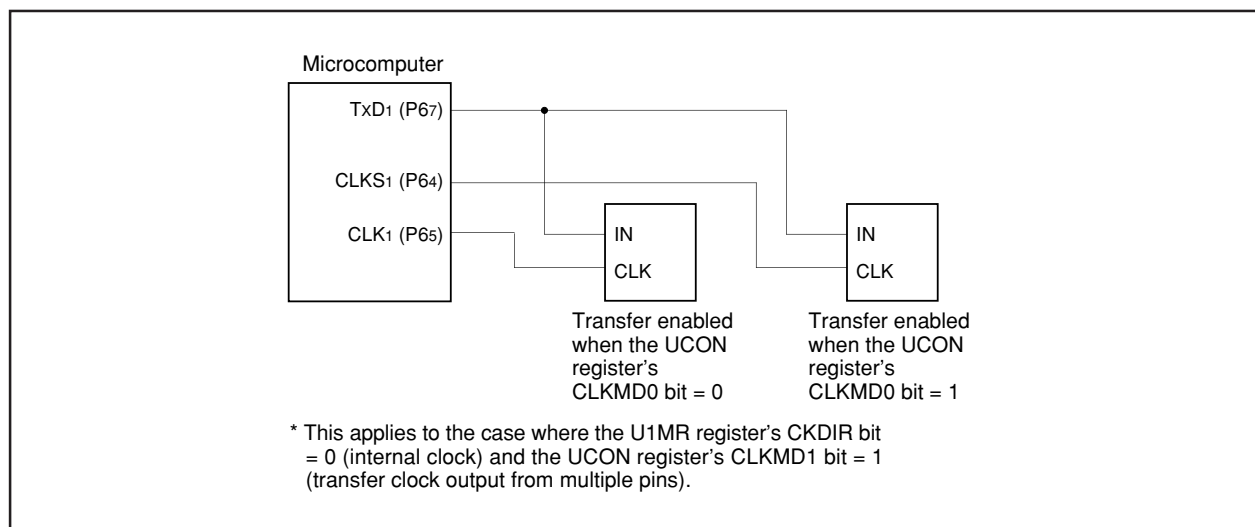 Microcomputer
TxD1 (P67)
CLKS1 (P64)
CLK1 (P65)
IN
CLK
IN
CLK
Transfer enabled
when the UCON
register's
CLKMD0 bit = 0
Transfer enabled
when the UCON
register's
CLKMD0 bit = 1
* This applies to the case where the U1MR register's CKDIR bit
= 0 (internal clock) and the UCON register's CLKMD1 bit = 1
(transfer clock output from multiple pins).